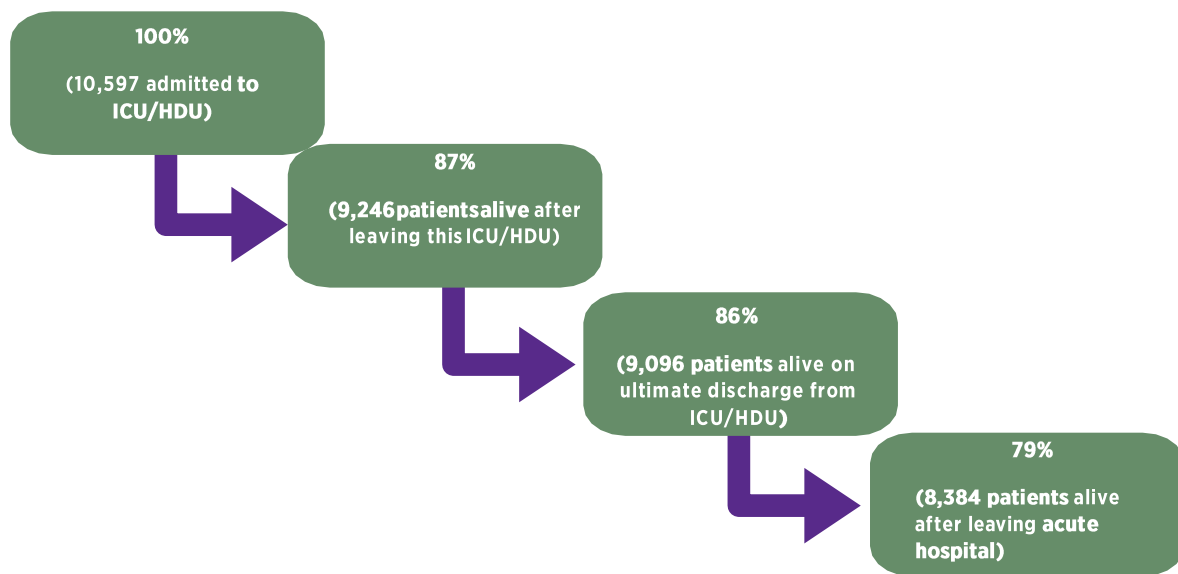 100%
(10,597 admitted to
ICU/HDU)
87%
(9,246patientsalive after
leaving this ICU/HDU)
86%
(9,096 patients alive on
ultimate discharge from
ICU/HDU)
79%
(8,384 patients alive
after leaving acute
hospital)